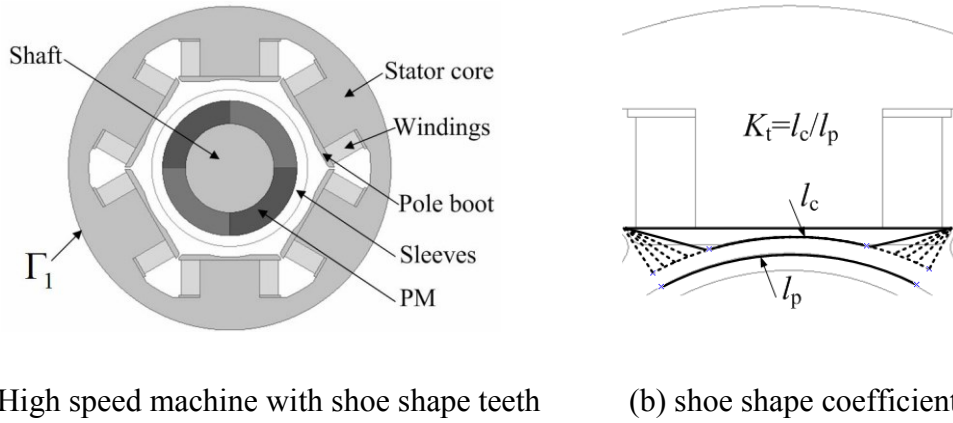 Shaft
Stator core
Windings
Pole boot
Sleeves
PM
Γ1
Kt=lc/lp
lc
lp
High speed machine with shoe shape teeth
(b) shoe shape coefficient